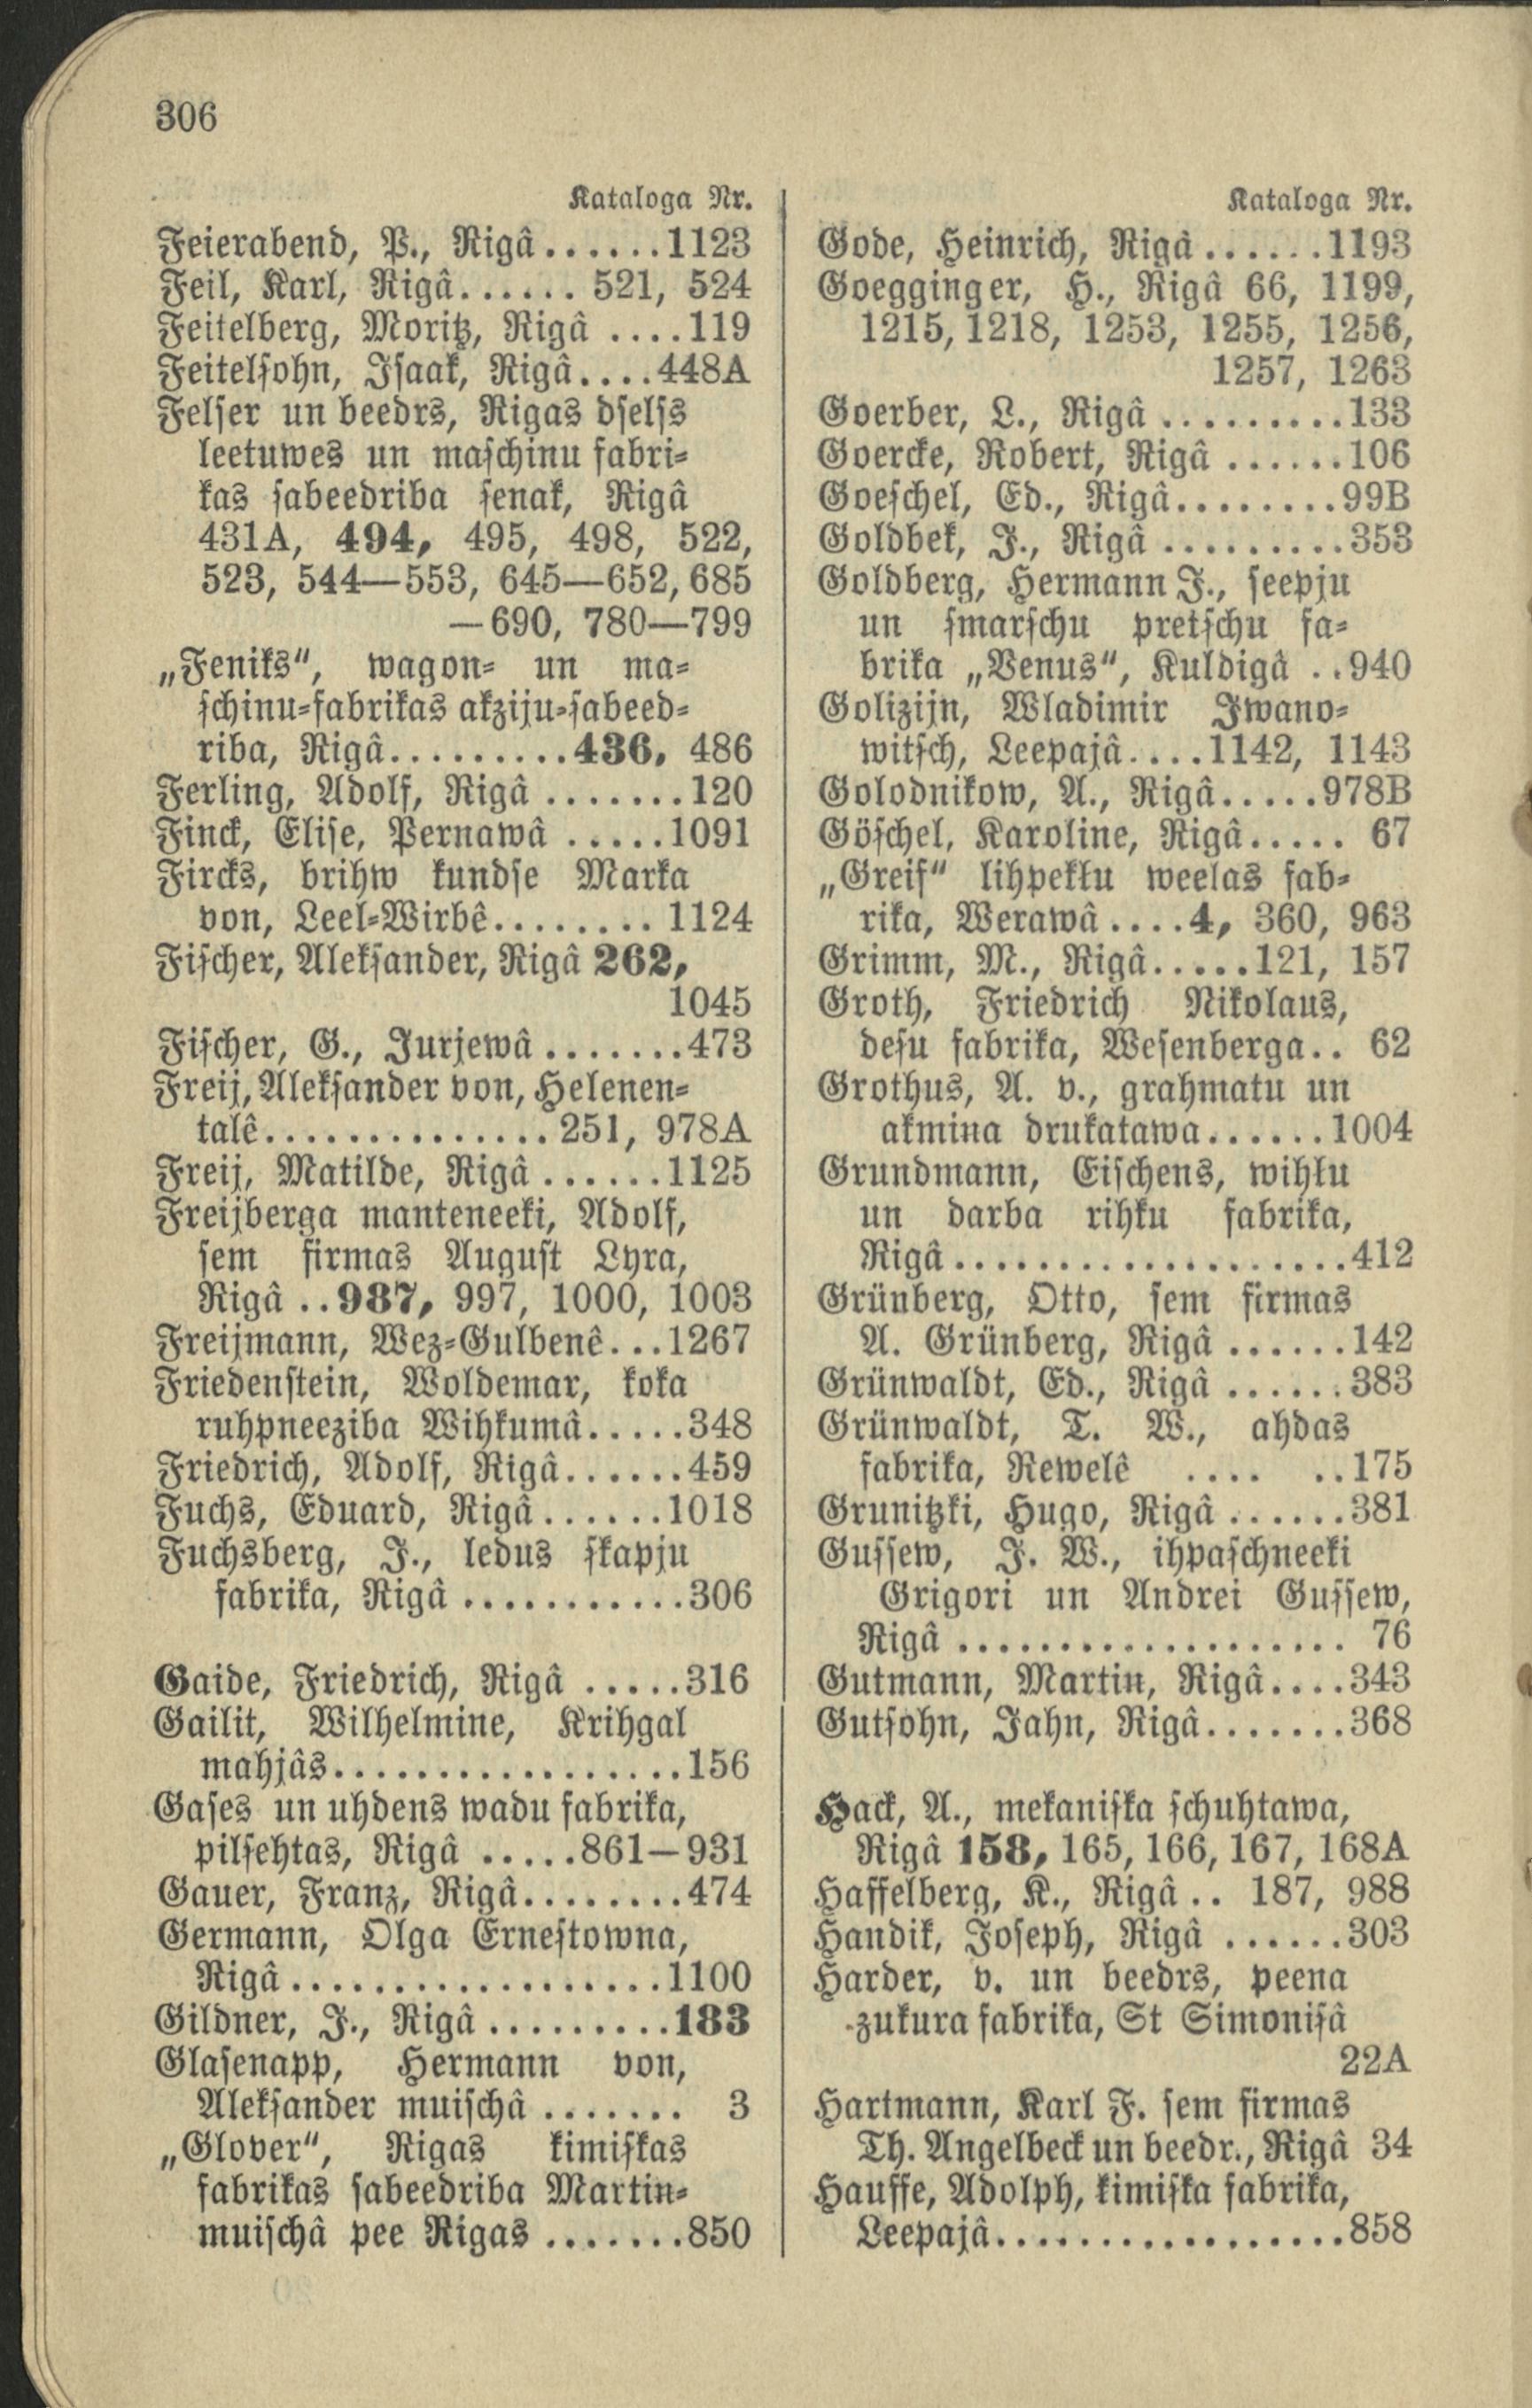 306
Kataloga Nr.
Feierabend, P., Rigâ......1123
Feil, Karl, Rigâ...... 521, 524
Feitelberg, Moritz, Rigâ ....119
Feitelsohn, Isaak, Rigâ....448A
Felser un beedrs, Rigas dselss
leetuwes un maschinu fabri-
kas sabeedriba senak, Rigâ
431A, 494, 495, 498, 522,
523, 544—553, 645—652, 685
—690, 780—799
„Feniks“, wagon- un ma-
schinu-fabrikas akziju-sabeed-
riba, Rigâ.........436, 486
Ferling, Adolf, Rigâ .......120
Finck, Elise, Pernawâ .....1091
Fircks, brihw kundse Marka
von, Leel-Wirbê........ 1124
Fischer, Aleksander, Rigâ 262,
1045
Fischer, G., Jurjewâ.......473
Freij, Aleksander von, Helenen-
talê..............251, 978A
Freij, Matilde, Rigâ......1125
Freijberga manteneeki, Adolf,
sem firmas August Lyra,
Rigâ ..987, 997, 1000, 1003
Freijmann, Wez-Gulbenê...1267
Friedenstein, Woldemar, koka
ruhpneeziba Wihkumâ.....348
Friedrich, Adolf, Rigâ......459
Fuchs, Eduard, Rigâ......1018
Fuchsberg, J., ledus skapju
fabrika, Rigâ...........306
Gaide, Friedrich, Rigâ .....316
Gailit, Wilhelmine, Krihgal
mahjâs.................156
Gases un uhdens wadu fabrika,
pilsehtas, Rigâ .....861—931
Gauer, Franz, Rigâ........474
Germann, Olga Ernestowna,
Rigâ..................1100
Gildner, J., Rigâ.........183
Glasenapp, Hermann von,
Aleksander muischâ ....... 3
„Glover“, Rigas kimiskas
fabrikas sabeedriba Martin-
muischâ pee Rigas .......850
Kataloga Nr.
Gode, Heinrich, Rigâ......1193
Goegginger, H., Rigâ 66, 1199,
1215, 1218, 1253, 1255, 1256,
1257, 1263
Goerber, L., Rigâ.........133
Goercke, Robert, Rigâ ......106
Goeschel, Ed., Rigâ........99B
Goldbek, J., Rigâ.........353
Goldberg, Hermann J., seepju
un smarschu pretschu fa-
brika „Venus“, Kuldigâ ..940
Golizijn, Wladimir Iwano-
witsch, Leepajâ....1142, 1143
Golodnikow, A., Rigâ.....978B
Göschel, Karoline, Rigâ..... 67
„Greif“ lihpekłu weelas fab-
rika, Werawâ....4, 360, 963
Grimm, M., Rigâ.....121, 157
Groth, Friedrich Nikolaus,
desu fabrika, Wesenberga.. 62
Grothus, A. v., grahmatu un
akmina drukatawa......1004
Grundmann, Eischens, wihłu
un darba rihku fabrika,
Rigâ...................412
Grünberg, Otto, sem firmas
A. Grünberg, Rigâ ......142
Grünwaldt, Ed., Rigâ ......383
Grünwaldt, T. W., ahdas
fabrika, Rewelê .... ..175
Grunitzki, Hugo, Rigâ......381
Gussew, J. W., ihpaschneeki
Grigori un Andrei Gussew,
Rigâ................... 76
Gutmann, Martin, Rigâ....343
Gutsohn, Jahn, Rigâ.......368
Hack, A., mekaniska schuhtawa,
Rigâ 158, 165, 166, 167, 168A
Haffelberg, K., Rigâ.. 187, 988
Handik, Joseph, Rigâ ......303
Harder, v. un beedrs, peena
zukura fabrika, St Simonisâ
22A
Hartmann, Karl F. sem firmas
Th. Angelbeck un beedr., Rigâ 34
Hauffe, Adolph, kimiska fabrika,
Leepajâ.................858